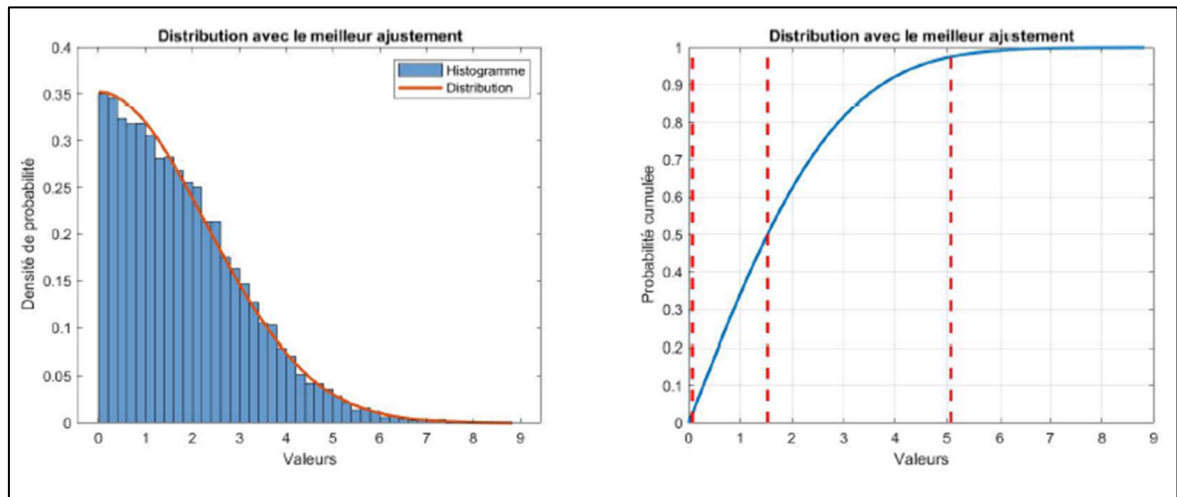 Distribution avec le meilleur ajustement
0.4
0.35
0.3
0.25
0.2
0.15
0.1
0.05
0
Densité de probabilité
Histogramme
Distribution
0 1 2 3 4 5 6 7 8 9
Valeurs
Distribution avec le meilleur ajustement
1
0.9
0.8
0.7
0.6
0.5
0.4
0.3
0.2
0.1
0
Probabilité cumulée
0 1 2 3 4 5 6 7 8 9
Valeurs